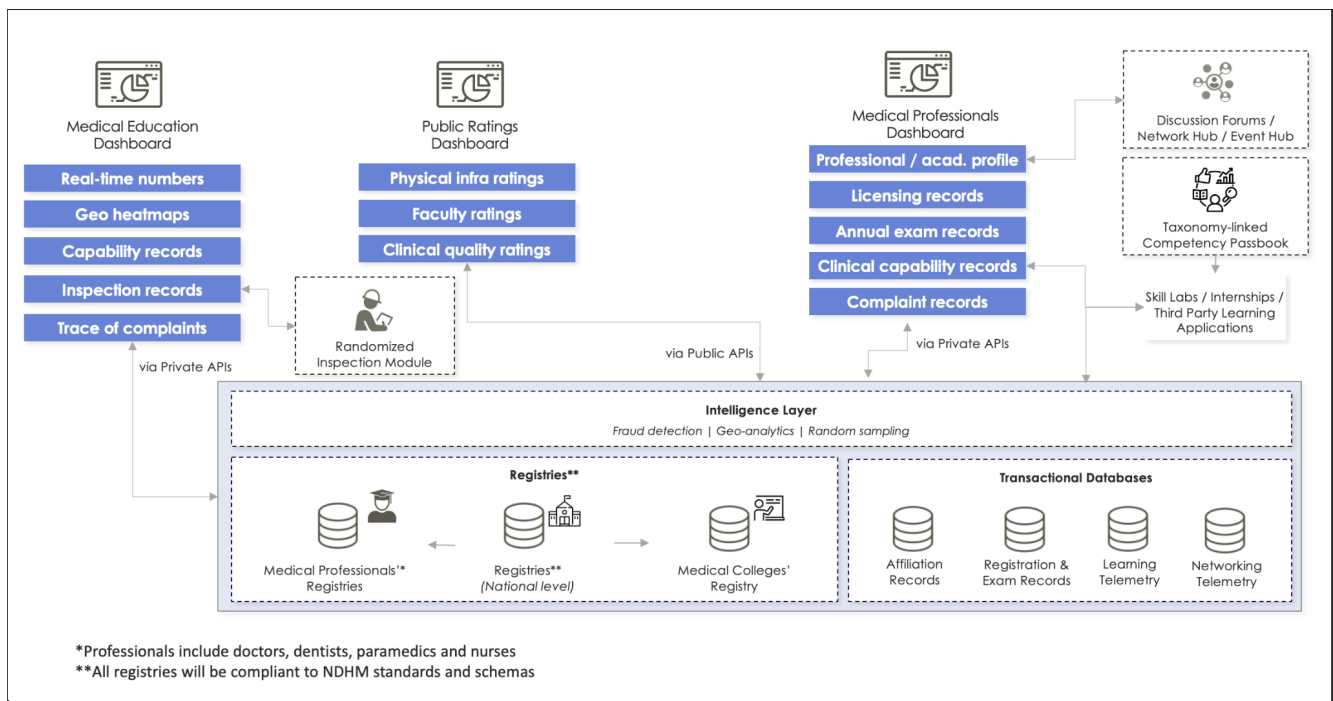 Medical Education
Dashboard
Real-time numbers
Geo heatmaps
Capability records
Inspection records
Trace of complaints
via Private APIs
Randomized
Inspection Module
Public Ratings
Dashboard
Physical infra ratings
Faculty ratings
Clinical quality ratings
via Public APIs
Medical Professionals
Dashboard
Professional / acad. profile
Licensing records
Annual exam records
Clinical capability records
Complaint records
via Private APIs
Discussion Forums /
Network Hub / Event Hub
Taxonomy-linked
Competency Passbook
Skill Labs / Internships /
Third Party Learning
Applications
Intelligence Layer
Fraud detection | Geo-analytics | Random sampling
Registries**
Medical Professionals'*
Registries
Registries**
(National level)
Medical Colleges'
Registry
Transactional Databases
Affiliation
Records
Registration &
Exam Records
Learning
Telemetry
Networking
Telemetry
*Professionals include doctors, dentists, paramedics and nurses
**All registries will be compliant to NDHM standards and schemas